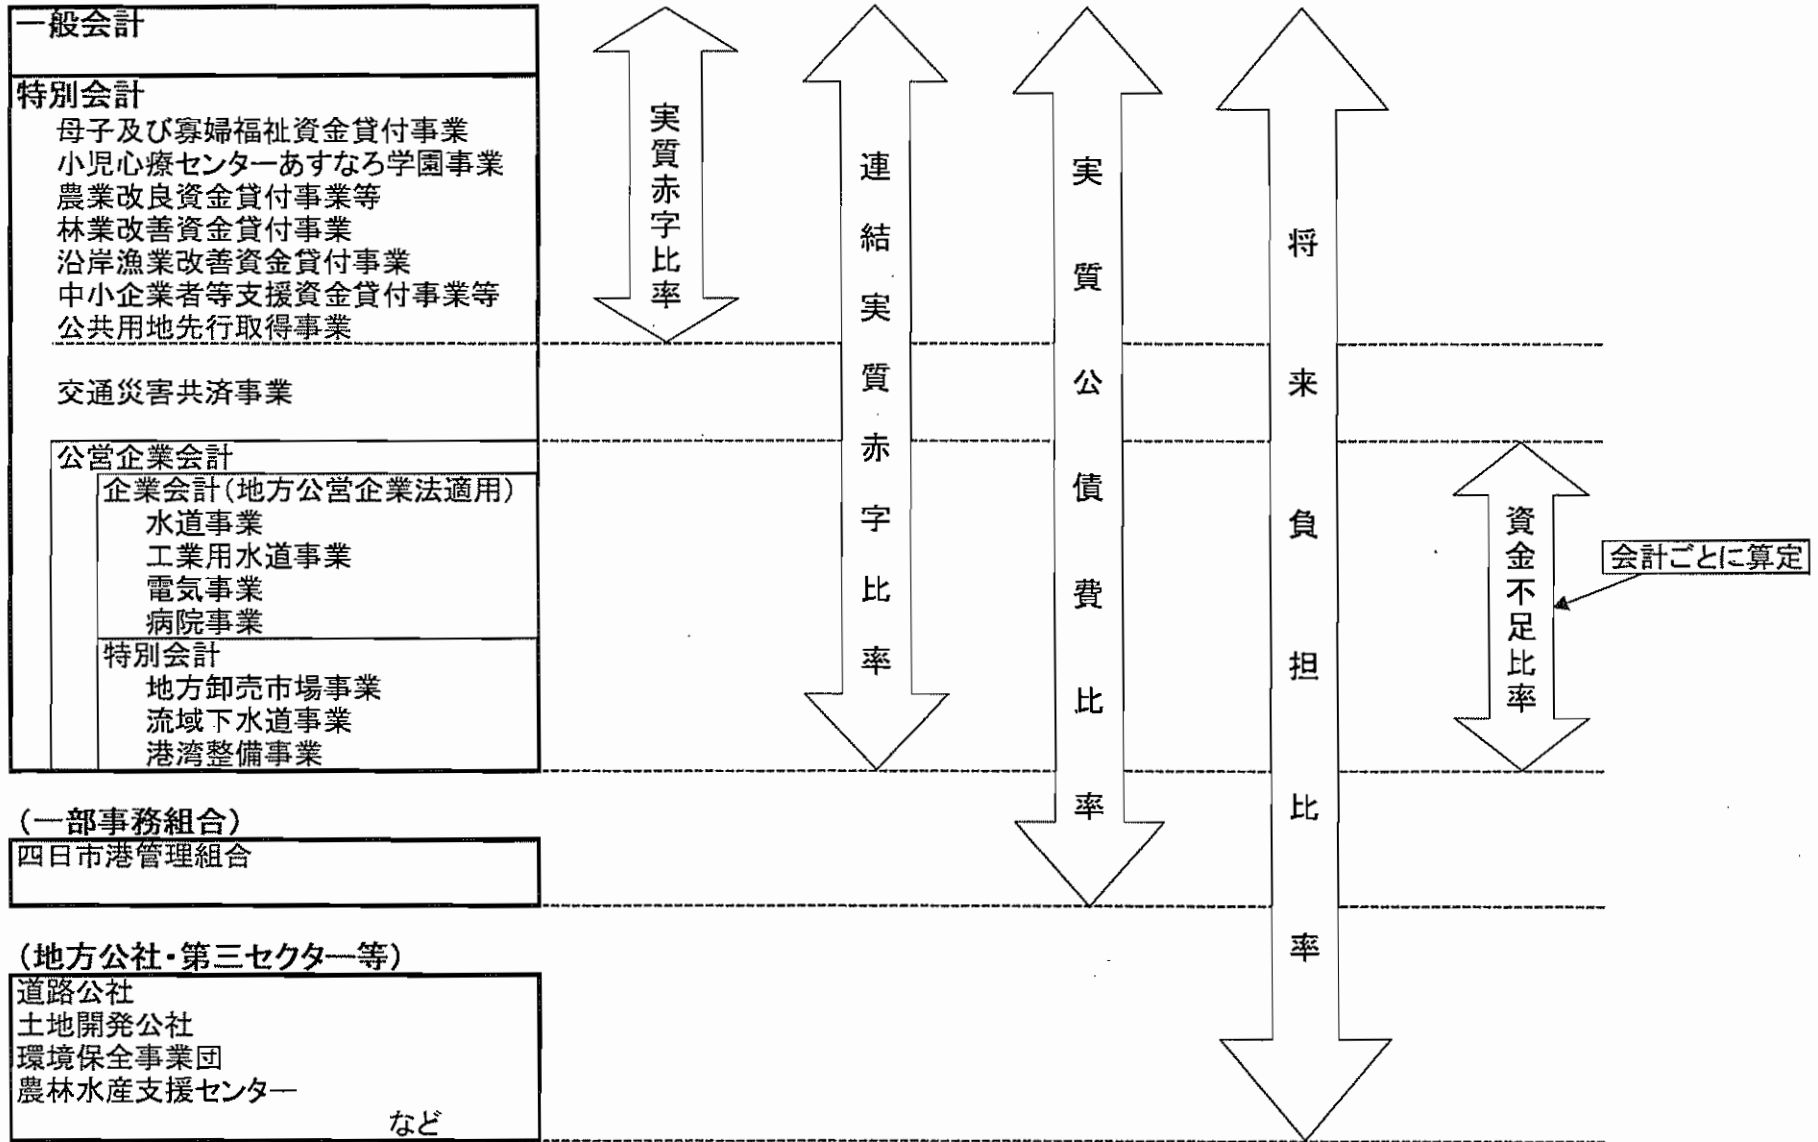 一般会計
特別会計
母子及び寡婦福祉資金貸付事業
小児心療センターあすなろ学園事業
農業改良資金貸付事業等
林業改善資金貸付事業
沿岸漁業改善資金貸付事業
中小企業者等支援資金貸付事業等
公共用地先行取得事業
交通災害共済事業
公営企業会計
企業会計(地方公営企業法適用)
水道事業
工業用水道事業
電気事業
病院事業
特別会計
地方卸売市場事業
流域下水道事業
港湾整備事業
(一部事務組合)
四日市港管理組合
(地方公社・第三セクター等)
道路公社
土地開発公社
環境保全事業団
農林水産支援センター
など
実質赤字比率
連結実質赤字比率
実質公債費比率
将来負担比率
資金不足比率
会計ごとに算定